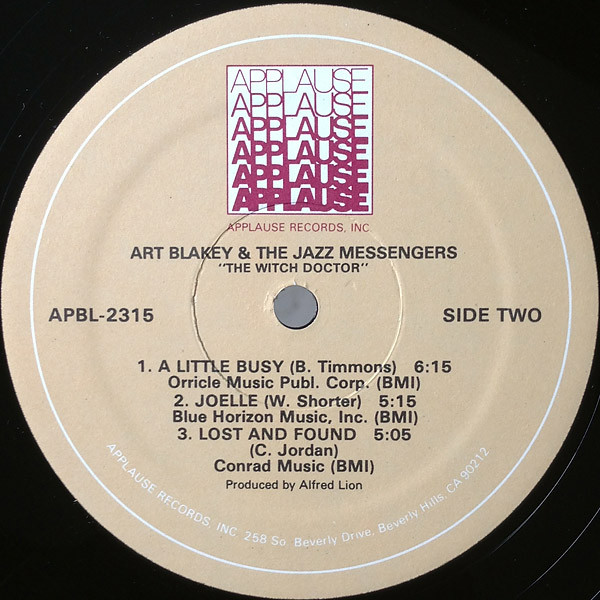 APPLAUSE
APPLAUSE
APPLAUSE
APPLAUSE
APPLAUSE
APPLAUSE
APPLAUSE RECORDS, INC.
ART BLAKEY & THE JAZZ MESSENGERS
"THE WITCH DOCTOR"
APBL-2315 SIDE TWO
1. A LITTLE BUSY (B. Timmons) 6:15
Orricle Music Publ. Corp. (BMI)
2. JOELLE (W. Shorter) 5:15
Blue Horizon Music, Inc. (BMI)
3. LOST AND FOUND 5:05
(C. Jordan)
Conrad Music (BMI)
Produced by Alfred Lion
APPLAUSE RECORDS, INC. 258 So. Beverly Drive, Beverly Hills, CA 90212